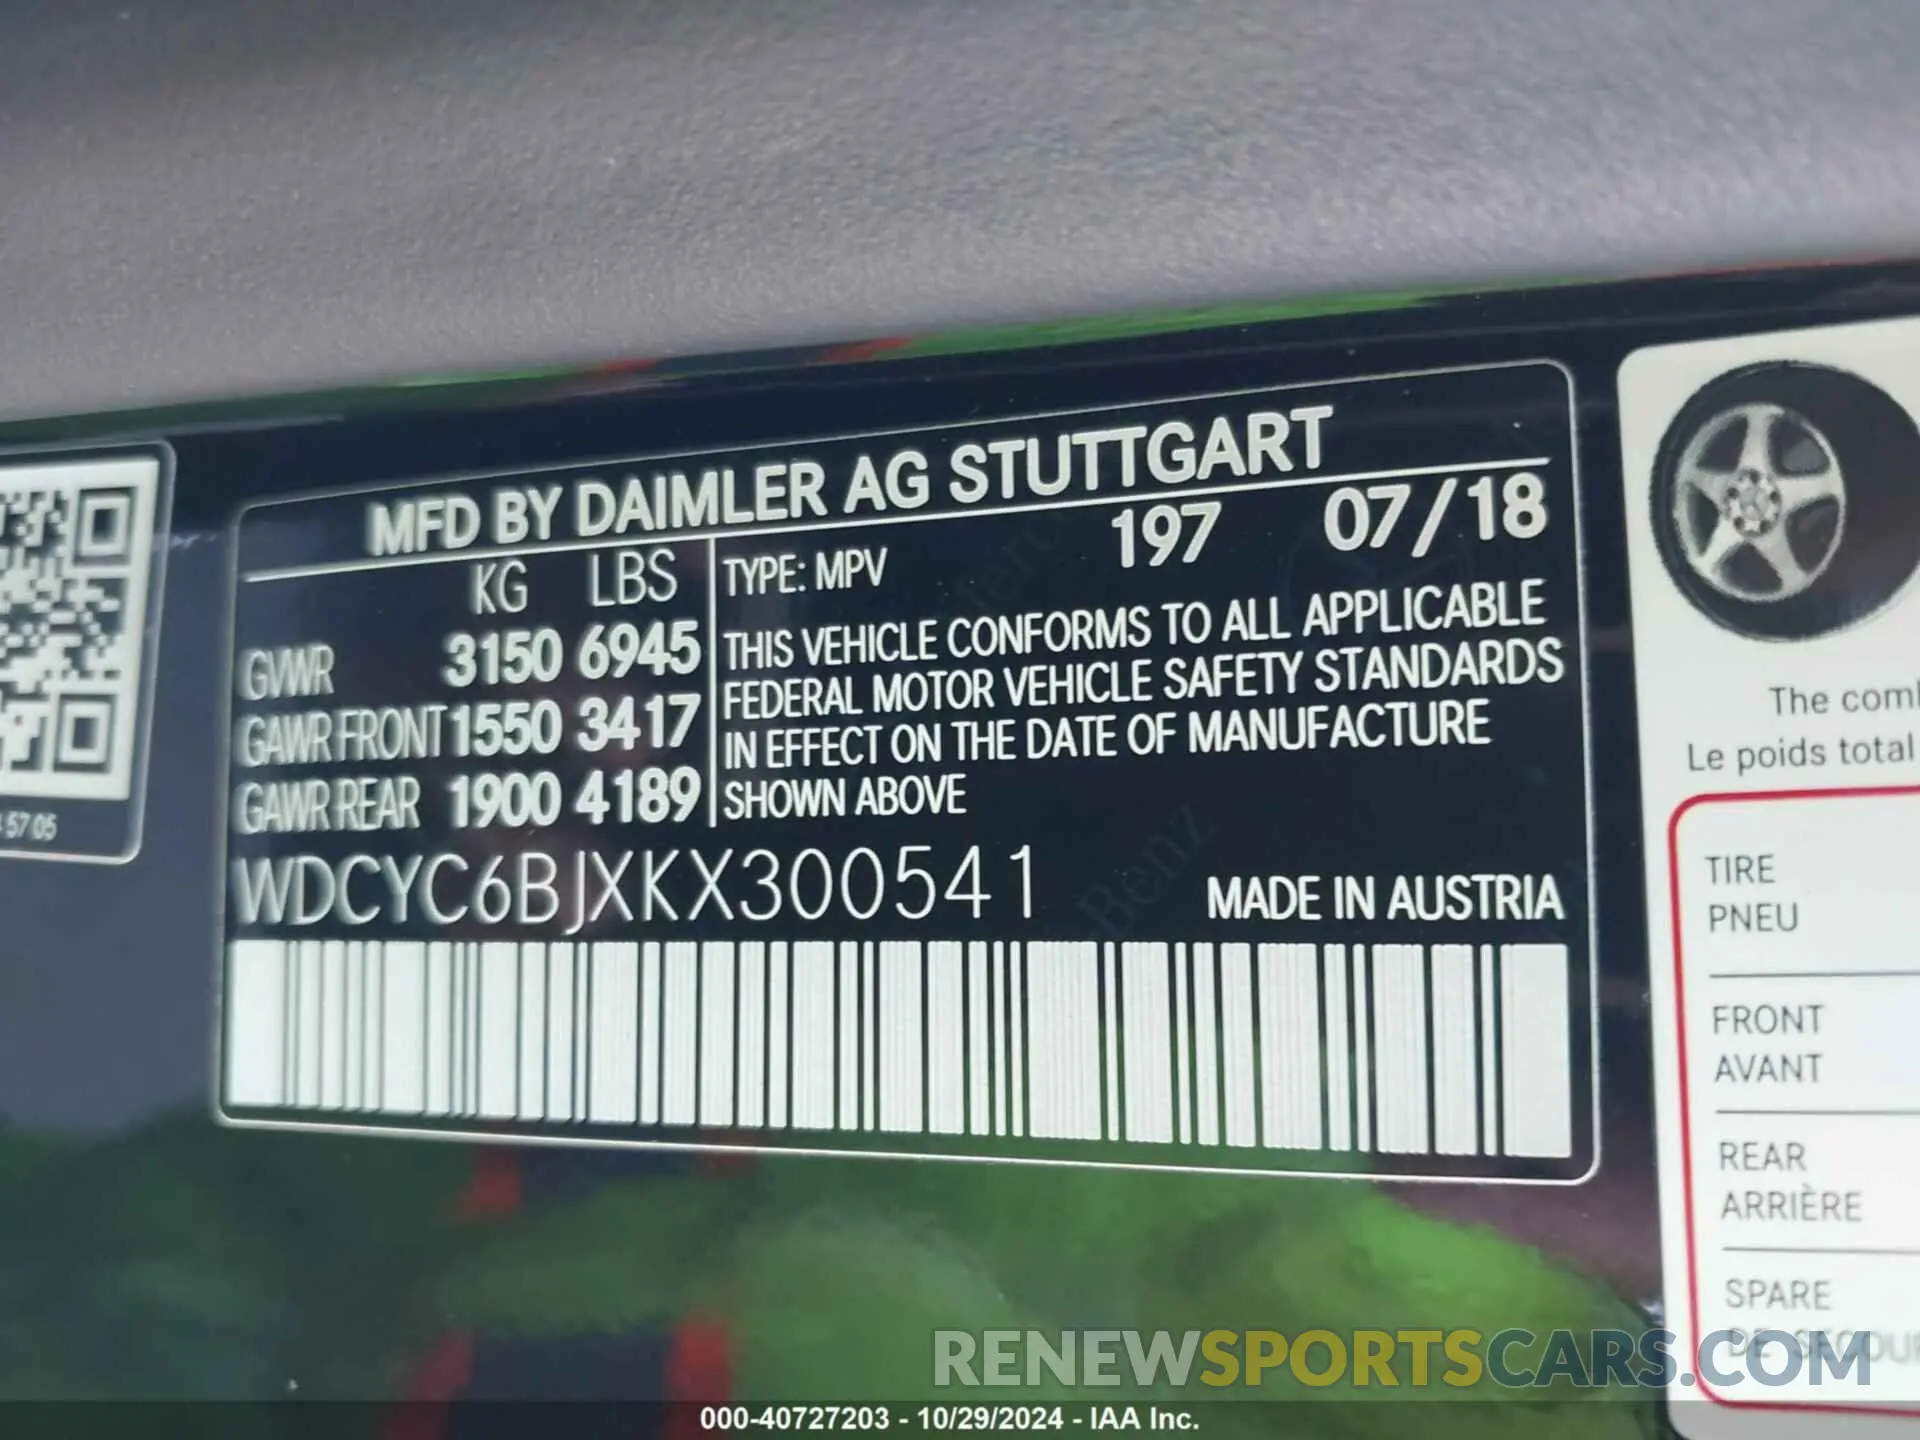 MFD BY DAIMLER AG STUTTGART
KG LBS
GVWR 3150 6945
GAWR FRONT 1550 3417
GAWR REAR 1900 4189
TYPE: MPV 197 07/18
THIS VEHICLE CONFORMS TO ALL APPLICABLE
FEDERAL MOTOR VEHICLE SAFETY STANDARDS
IN EFFECT ON THE DATE OF MANUFACTURE
SHOWN ABOVE
WDCYC6BJXKX300541 MADE IN AUSTRIA
57 05
The
Le poids total
TIRE
PNEU
FRONT
AVANT
REAR
ARRIÈRE
SPARE
DE
RENEWSPORTSCARS.COM
000-40727203 - 10/29/2024 - IAA Inc.